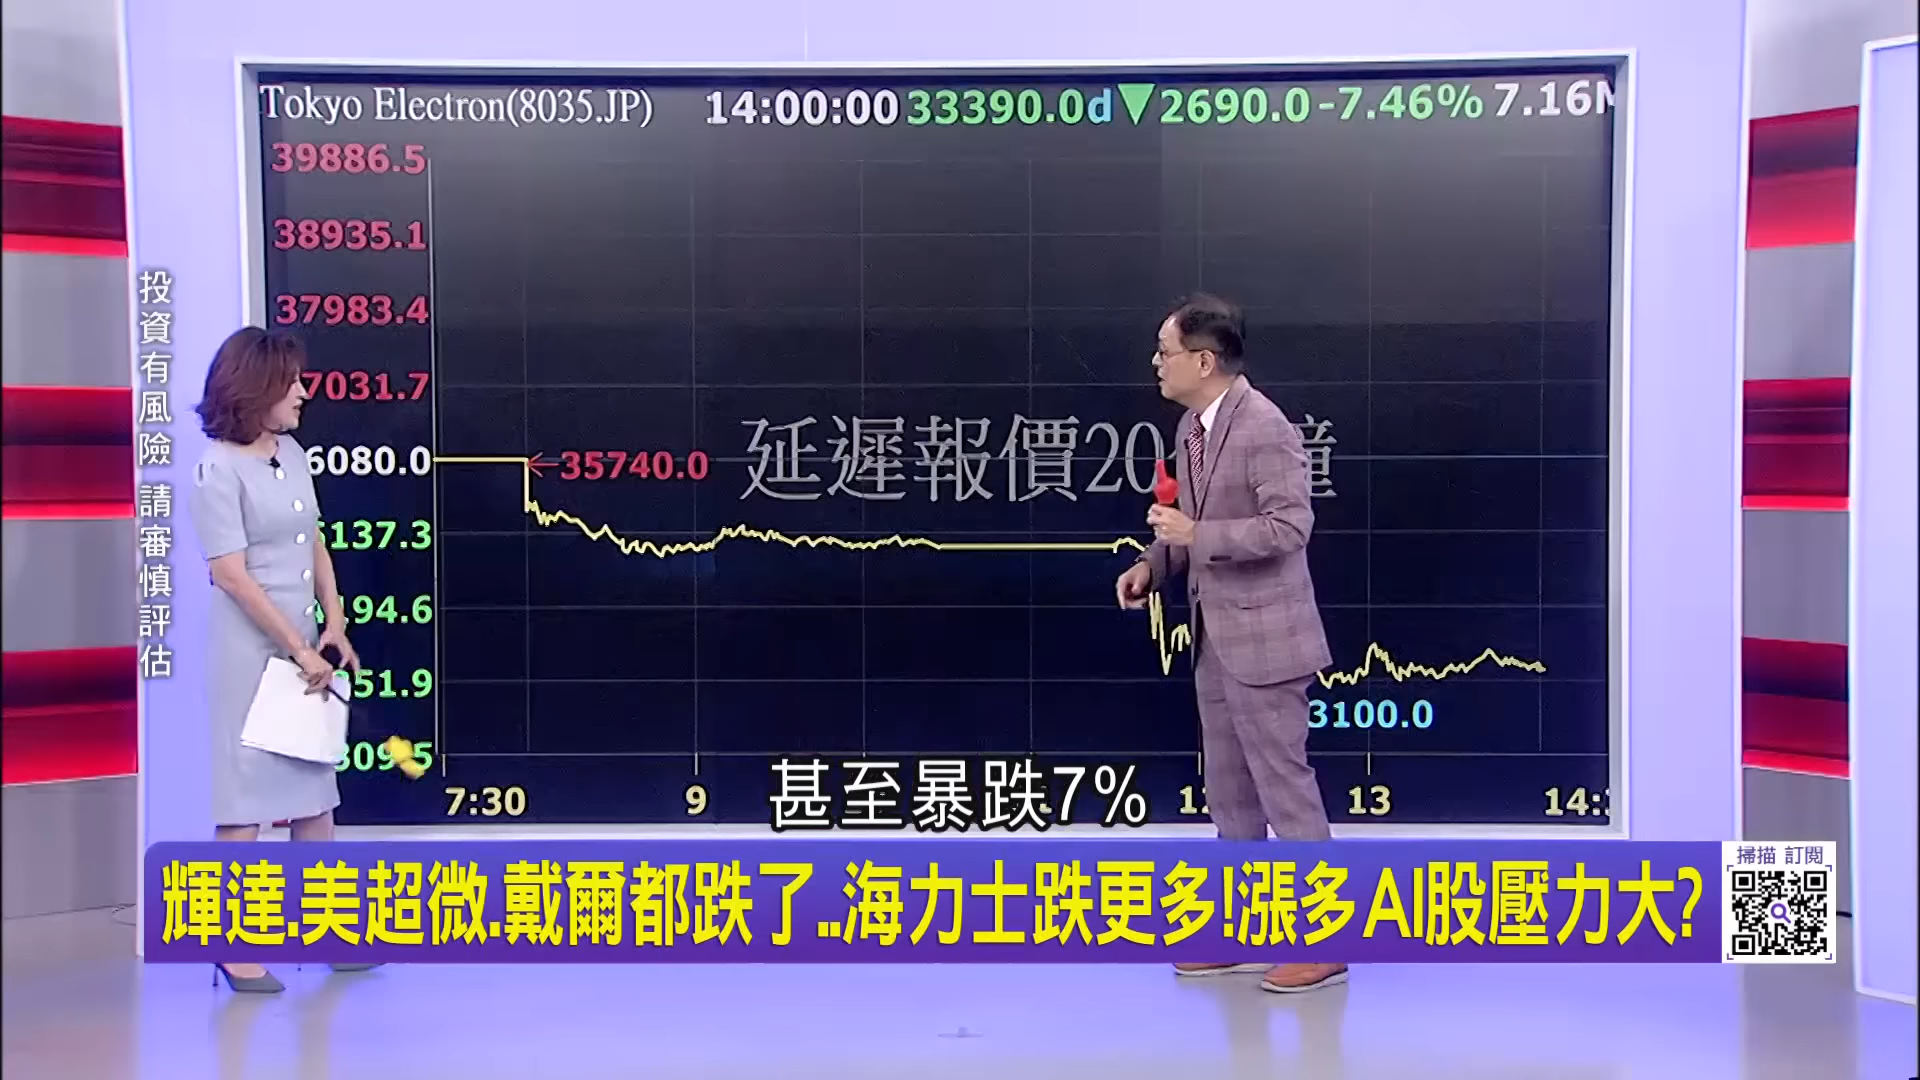 Tokyo Electron(8035.JP) 14:00:00 33390.0d▼2690.0 -7.46% 7.16
39886.5
38935.1
37983.4
7031.7
6080.0
35740.0
延遲報價20
鐘
137.3
194.6
251.9
3100.0
7:30 9 13 14:
投資有風險 請審慎評估
甚至暴跌7%
輝達.美超微.戴爾都跌了..海力士跌更多!漲多AI股壓力大?
掃描 訂閱